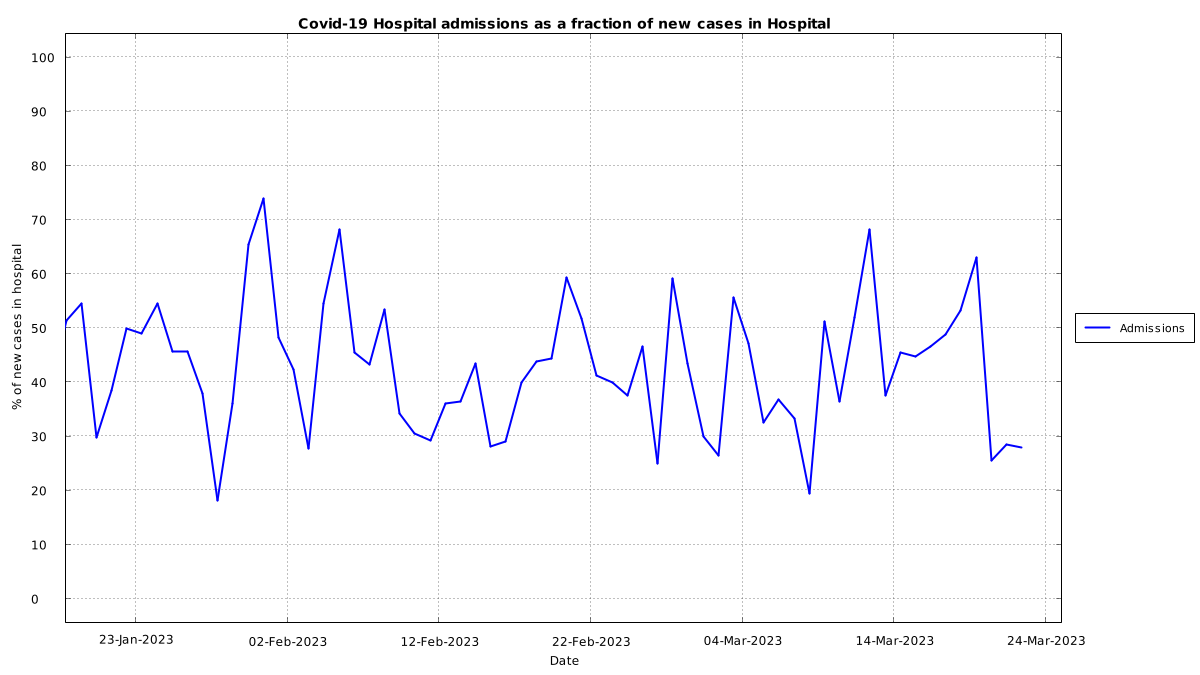 Covid-19 Hospital admissions as a fraction of new cases in Hospital
100
90
80
70
60
50
40
30
20
10
0
% of new cases in hospital
23-Jan-2023
02-Feb-2023
12-Feb-2023
22-Feb-2023
04-Mar-2023
14-Mar-2023
24-Mar-2023
Date
Admissions